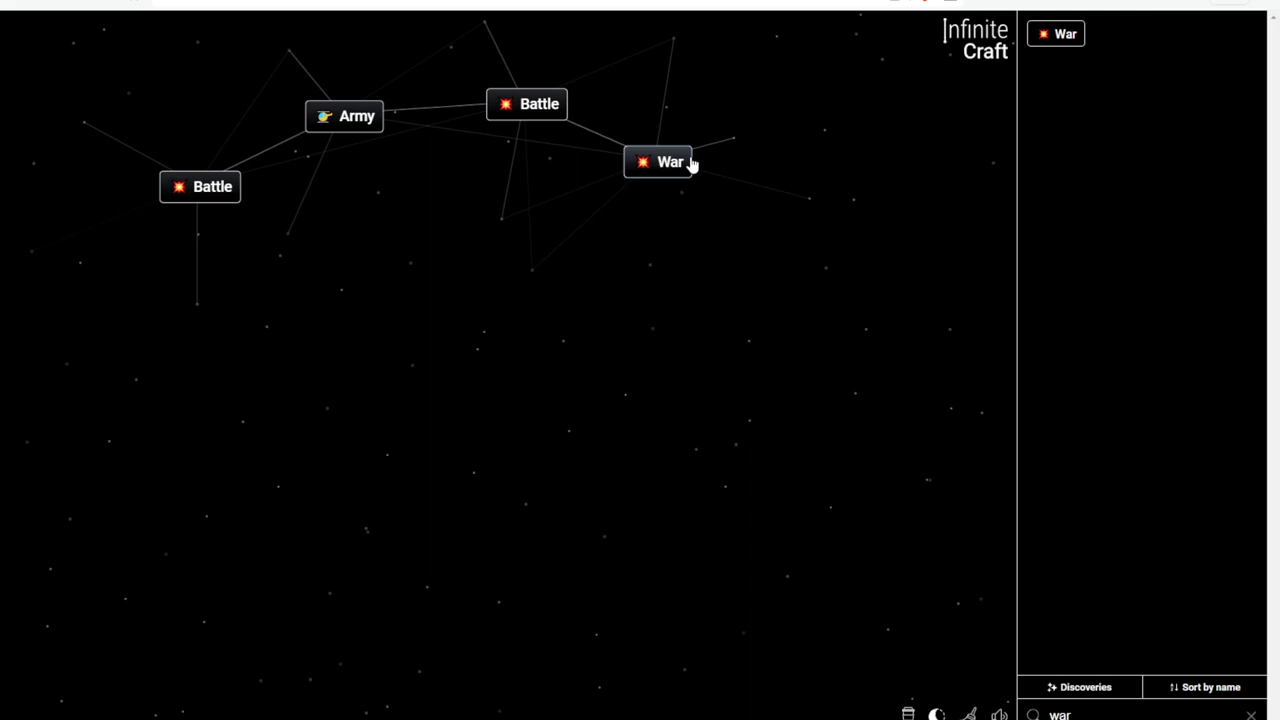 Infinite
Craft
War
Army
Battle
War
Battle
Discoveries
Sort by name
war